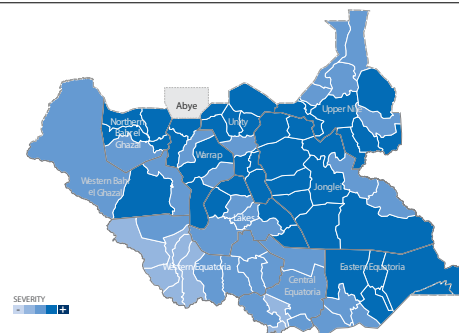 Abye
Upper Nile
Northern
Bahr el
Ghazal
Unity
Warrap
Western Bahr
el Ghazal
Jonglei
Lakes
Western Equatoria
Central
Equatoria
Eastern Equatoria
SEVERITY
- +